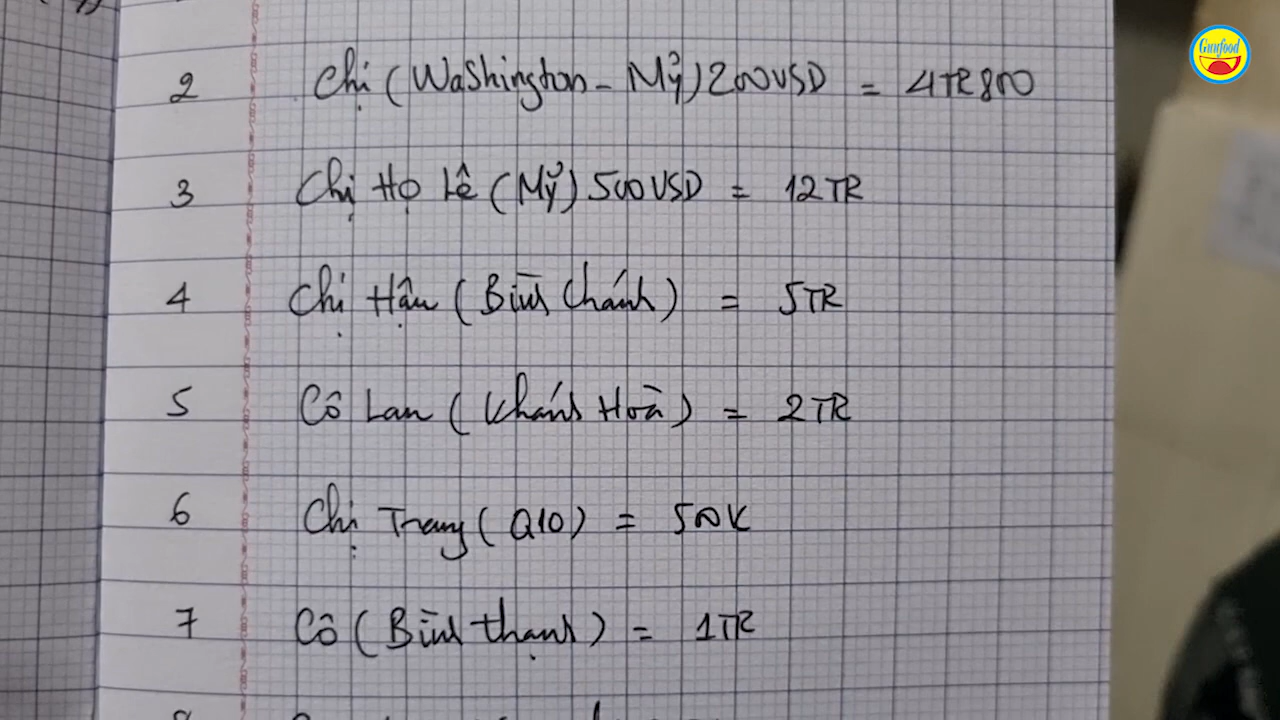 Gunfood
2 Chị (Washington - Mỹ) 200USD = 4TR800
3 Chị Họ Lê (Mỹ) 500USD = 12TR
4 Chị Hậu (Bình Chánh) = 5TR
5 Cô Lan (Khánh Hoà) = 2TR
6 Chị Trang (Q10) = 500K
7 Cô (Bình thạnh) = 1TR